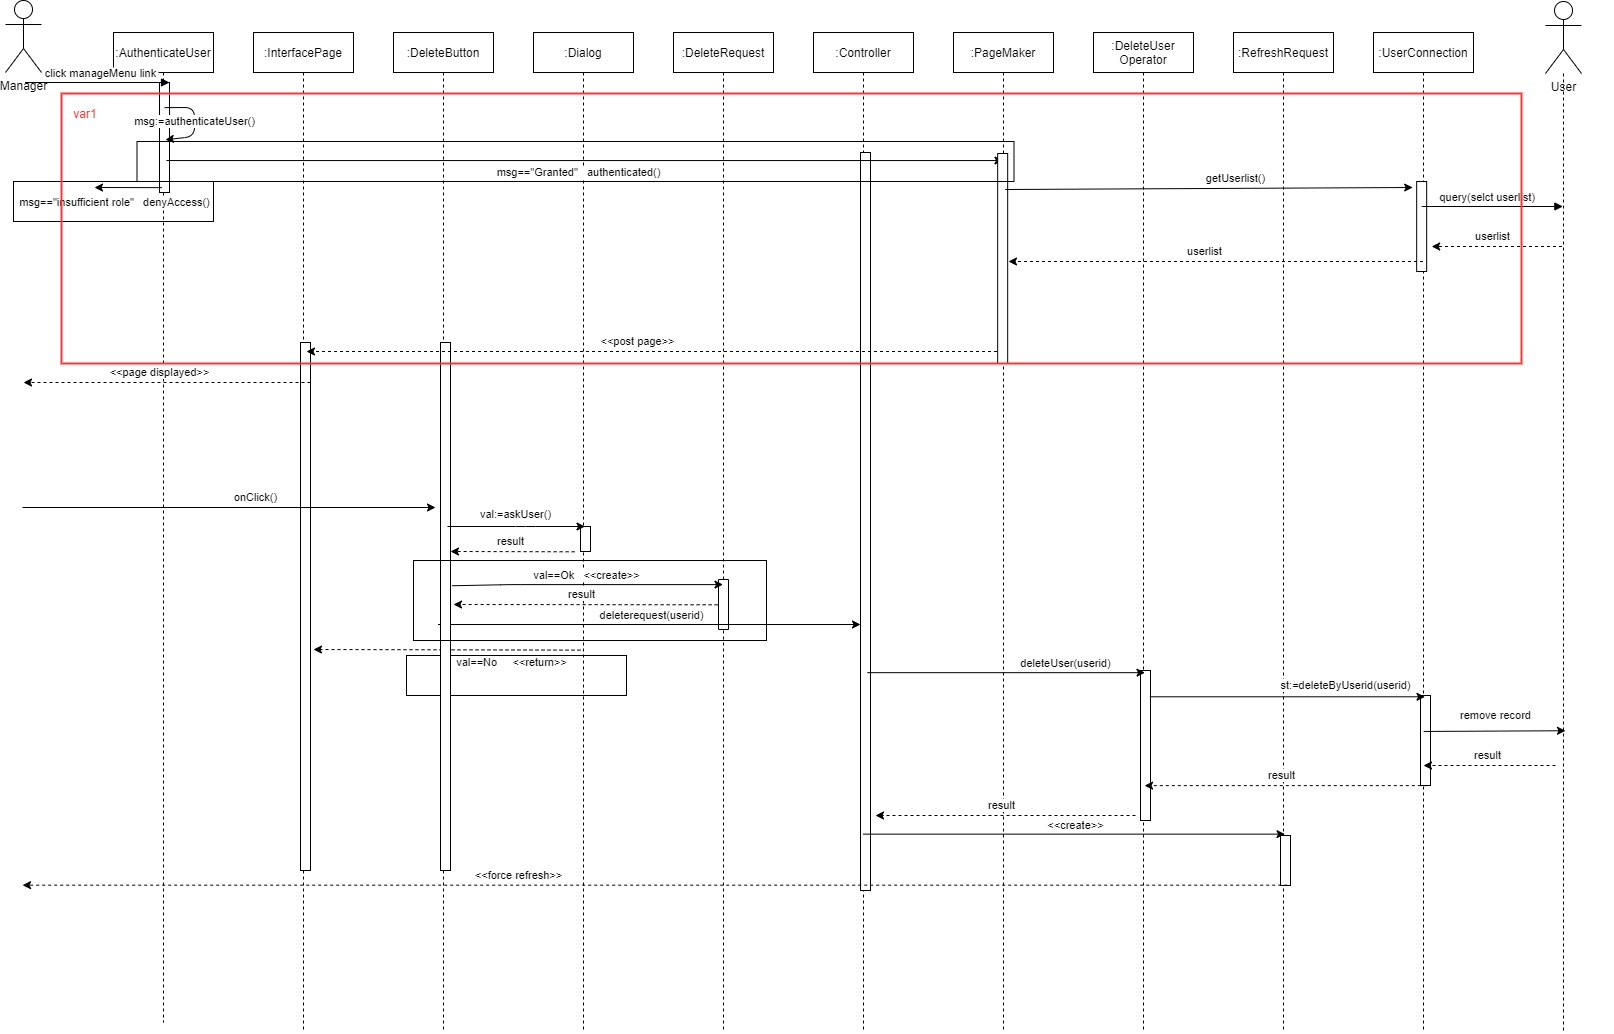 :AuthenticateUser
:InterfacePage
:DeleteButton
:Dialog
:DeleteRequest
:Controller
:PageMaker
:DeleteUser
Operator
:RefreshRequest
:UserConnection
click manageMenu link
Manager
User
var1
msg:=authenticateUser()
msg=="Granted"   authenticated()
getUserlist()
msg=="insufficient role"   denyAccess()
query(selct userlist)
userlist
userlist
<<post page>>
<<page displayed>>
onClick()
val:=askUser()
result
val==Ok   <<create>>
result
deleterequest(userid)
val==No     <<return>>
deleteUser(userid)
st:=deleteByUserid(userid)
remove record
result
result
result
<<create>>
<<force refresh>>